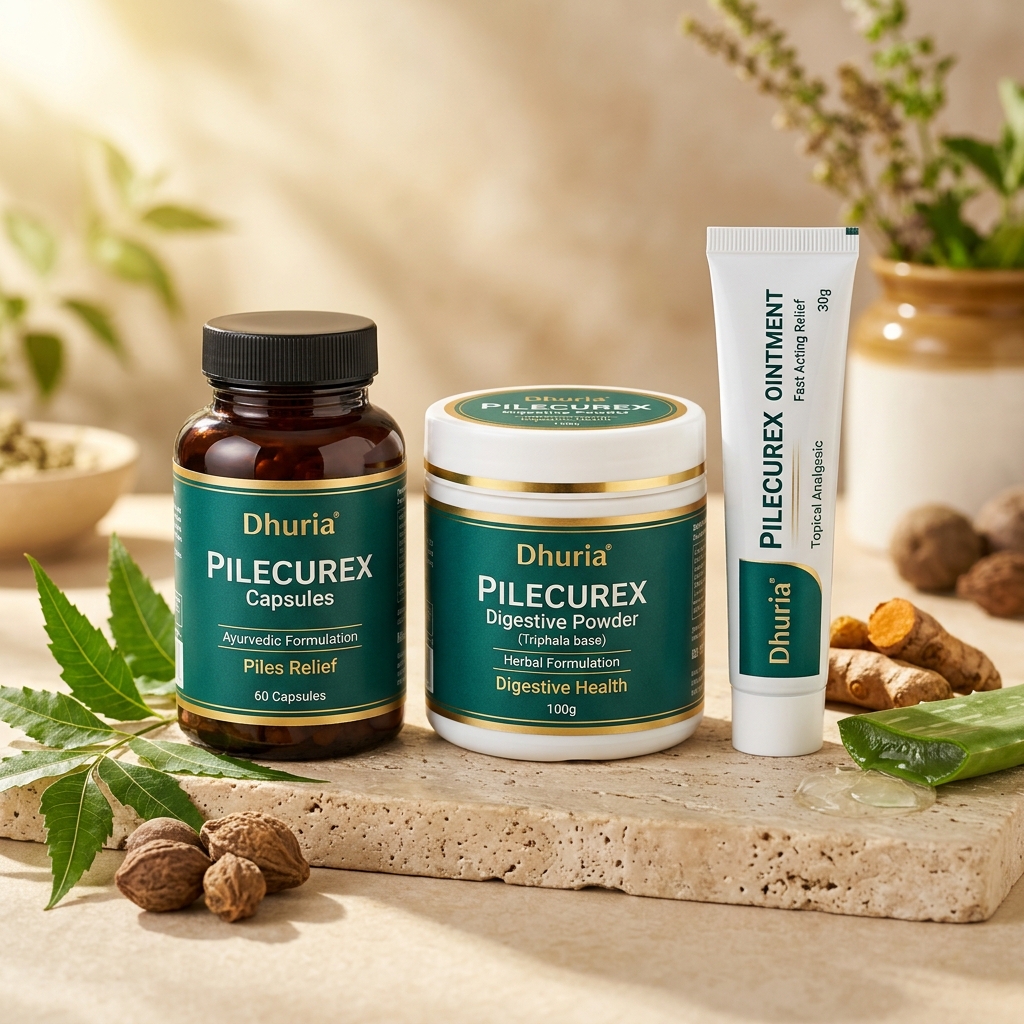 Dhuria®
PILECUREX
Capsules
Ayurvedic Formulation
Piles Relief
60 Capsules
Dhuria®
PILECUREX
Dhuria®
PILECUREX
Digestive Powder
(Triphala base)
Herbal Formulation
Digestive Health
100g
Dhuria®
PILECUREX OINTMENT
Topical Analgesic
Fast Acting Relief
30g